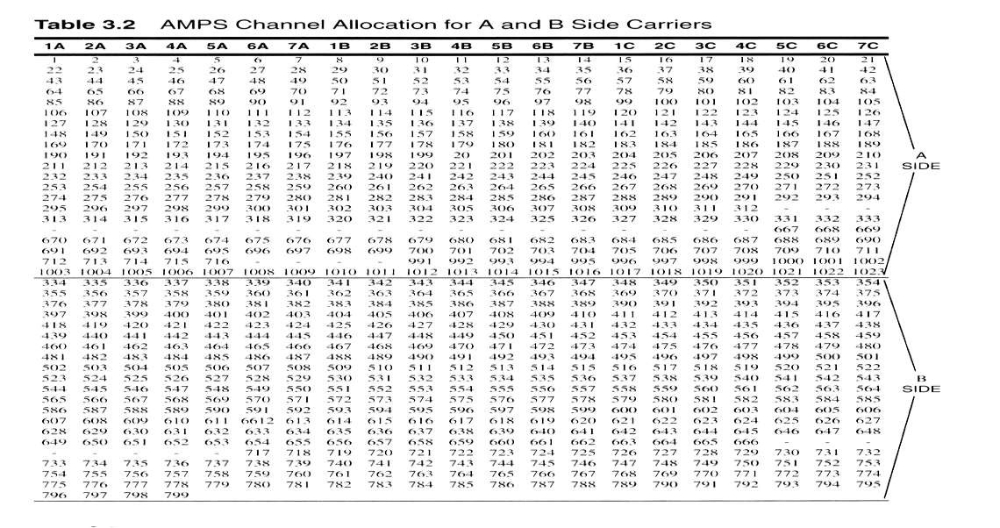 Table 3.2 AMPS Channel Allocation for A and B Side Carriers
1A 2A 3A 4A 5A 6A 7A 1B 2B 3B 4B 5B 6B 7B 1C 2C 3C 4C 5C 6C 7C
1 2 3 4 5 6 7 8 9 10 11 12 13 14 15 16 17 18 19 20 21
22 23 24 25 26 27 28 29 30 31 32 33 34 35 36 37 38 39 40 41 42
43 44 45 46 47 48 49 50 51 52 53 54 55 56 57 58 59 60 61 62 63
64 65 66 67 68 69 70 71 72 73 74 75 76 77 78 79 80 81 82 83 84
85 86 87 88 89 90 91 92 93 94 95 96 97 98 99 100 101 102 103 104 105
106 107 108 109 110 111 112 113 114 115 116 117 118 119 120 121 122 123 124 125 126
127 128 129 130 131 132 133 134 135 136 137 138 139 140 141 142 143 144 145 146 147
148 149 150 151 152 153 154 155 156 157 158 159 160 161 162 163 164 165 166 167 168
169 170 171 172 173 174 175 176 177 178 179 180 181 182 183 184 185 186 187 188 189
190 191 192 193 194 195 196 197 198 199 20 201 202 203 204 205 206 207 208 209 210 A
211 212 213 214 215 216 217 218 219 220 221 222 223 224 225 226 227 228 229 230 231 SIDE
232 233 234 235 236 237 238 239 240 241 242 243 244 245 246 247 248 249 250 251 252
253 254 255 256 257 258 259 260 261 262 263 264 265 266 267 268 269 270 271 272 273
274 275 276 277 278 279 280 281 282 283 284 285 286 287 288 289 290 291 292 293 294
295 296 297 298 299 300 301 302 303 304 305 306 307 308 309 310 311 312 - - -
313 314 315 316 317 318 319 320 321 322 323 324 325 326 327 328 329 330 331 332 333
- - - - - - - - - - - - - - - - - - 667 668 669
670 671 672 673 674 675 676 677 678 679 680 681 682 683 684 685 686 687 688 689 690
691 692 693 694 695 696 697 698 699 700 701 702 703 704 705 706 707 708 709 710 711
712 713 714 715 716 - - - - 991 992 993 994 995 996 997 998 999 1000 1001 1002
1003 1004 1005 1006 1007 1008 1009 1010 1011 1012 1013 1014 1015 1016 1017 1018 1019 1020 1021 1022 1023
334 335 336 337 338 339 340 341 342 343 344 345 346 347 348 349 350 351 352 353 354
355 356 357 358 359 360 361 362 363 364 365 366 367 368 369 370 371 372 373 374 375
376 377 378 379 380 381 382 383 384 385 386 387 388 389 390 391 392 393 394 395 396
397 398 399 400 401 402 403 404 405 406 407 408 409 410 411 412 413 414 415 416 417
418 419 420 421 422 423 424 425 426 427 428 429 430 431 432 433 434 435 436 437 438
439 440 441 442 443 444 445 446 447 448 449 450 451 452 453 454 455 456 457 458 459
460 461 462 463 464 465 466 467 468 469 470 471 472 473 474 475 476 477 478 479 480
481 482 483 484 485 486 487 488 489 490 491 492 493 494 495 496 497 498 499 500 501
502 503 504 505 506 507 508 509 510 511 512 513 514 515 516 517 518 519 520 521 522
523 524 525 526 527 528 529 530 531 532 533 534 535 536 537 538 539 540 541 542 543 B
544 545 546 547 548 549 550 551 552 553 554 555 556 557 558 559 560 561 562 563 564 SIDE
565 566 567 568 569 570 571 572 573 574 575 576 577 578 579 580 581 582 583 584 585
586 587 588 589 590 591 592 593 594 595 596 597 598 599 600 601 602 603 604 605 606
607 608 609 610 611 6612 613 614 615 616 617 618 619 620 621 622 623 624 625 626 627
628 629 630 631 632 633 634 635 636 637 638 639 640 641 642 643 644 645 646 647 648
649 650 651 652 653 654 655 656 657 658 659 660 661 662 663 664 665 666 - - -
- - - - - 717 718 719 720 721 722 723 724 725 726 727 728 729 730 731 732
733 734 735 736 737 738 739 740 741 742 743 744 745 746 747 748 749 750 751 752 753
754 755 756 757 758 759 760 761 762 763 764 765 766 767 768 769 770 771 772 773 774
775 776 777 778 779 780 781 782 783 784 785 786 787 788 789 790 791 792 793 794 795
796 797 798 799